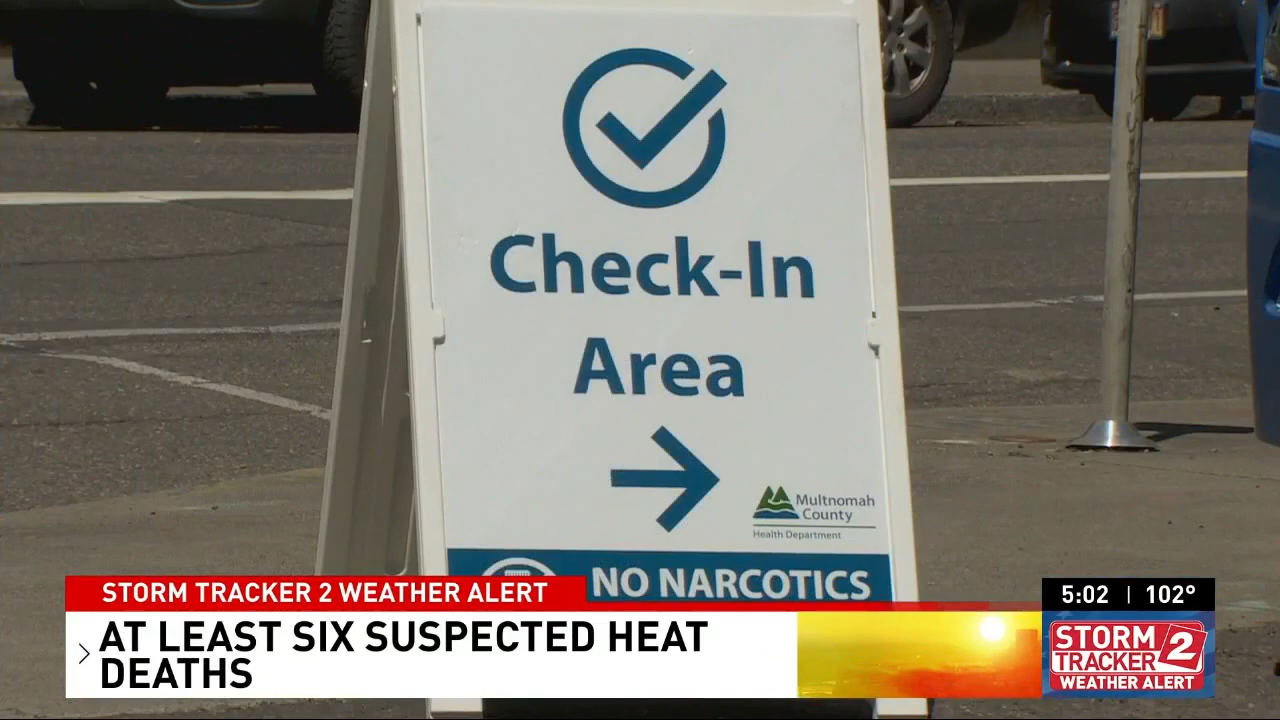 Check-In
Area
Multnomah
County
Health Department
NO NARCOTICS
STORM TRACKER 2 WEATHER ALERT
AT LEAST SIX SUSPECTED HEAT
DEATHS
5:02 | 102°
STORM
TRACKER 2
WEATHER ALERT